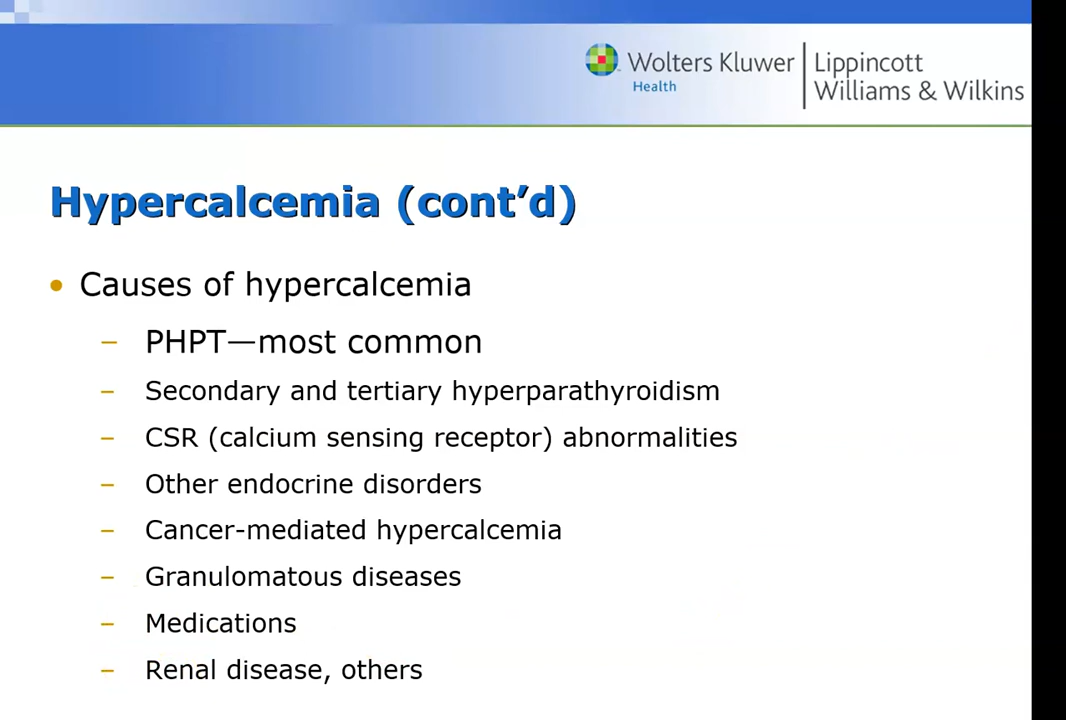 Wolters Kluwer
Health
Lippincott
Williams & Wilkins
Hypercalcemia (cont’d)
• Causes of hypercalcemia
– PHPT—most common
– Secondary and tertiary hyperparathyroidism
– CSR (calcium sensing receptor) abnormalities
– Other endocrine disorders
– Cancer-mediated hypercalcemia
– Granulomatous diseases
– Medications
– Renal disease, others